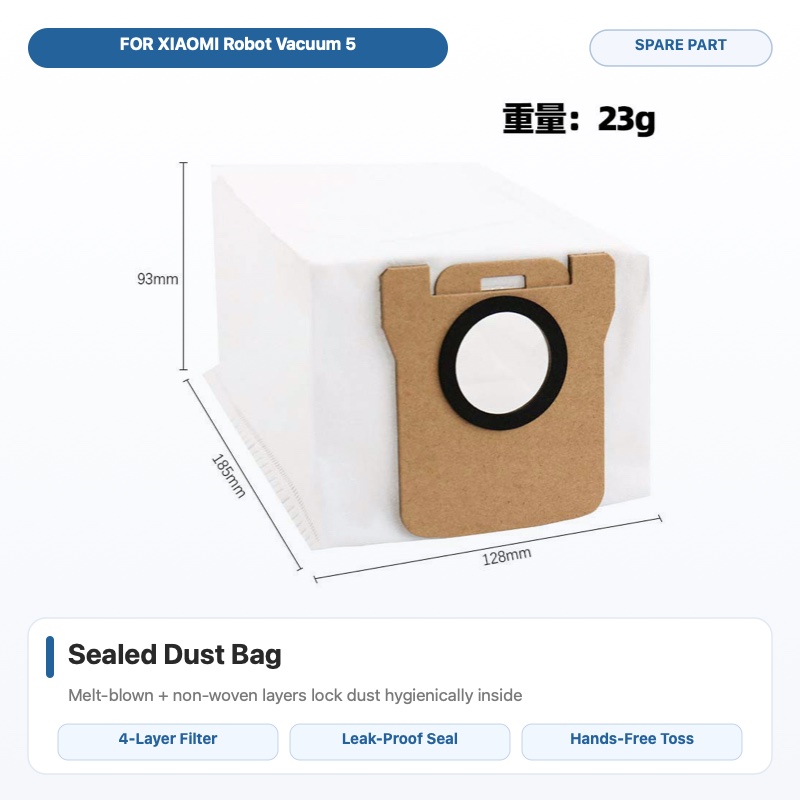 FOR XIAOMI Robot Vacuum 5
SPARE PART
重量：23g
93mm
185mm
128mm
Sealed Dust Bag
Melt-blown + non-woven layers lock dust hygienically inside
4-Layer Filter
Leak-Proof Seal
Hands-Free Toss